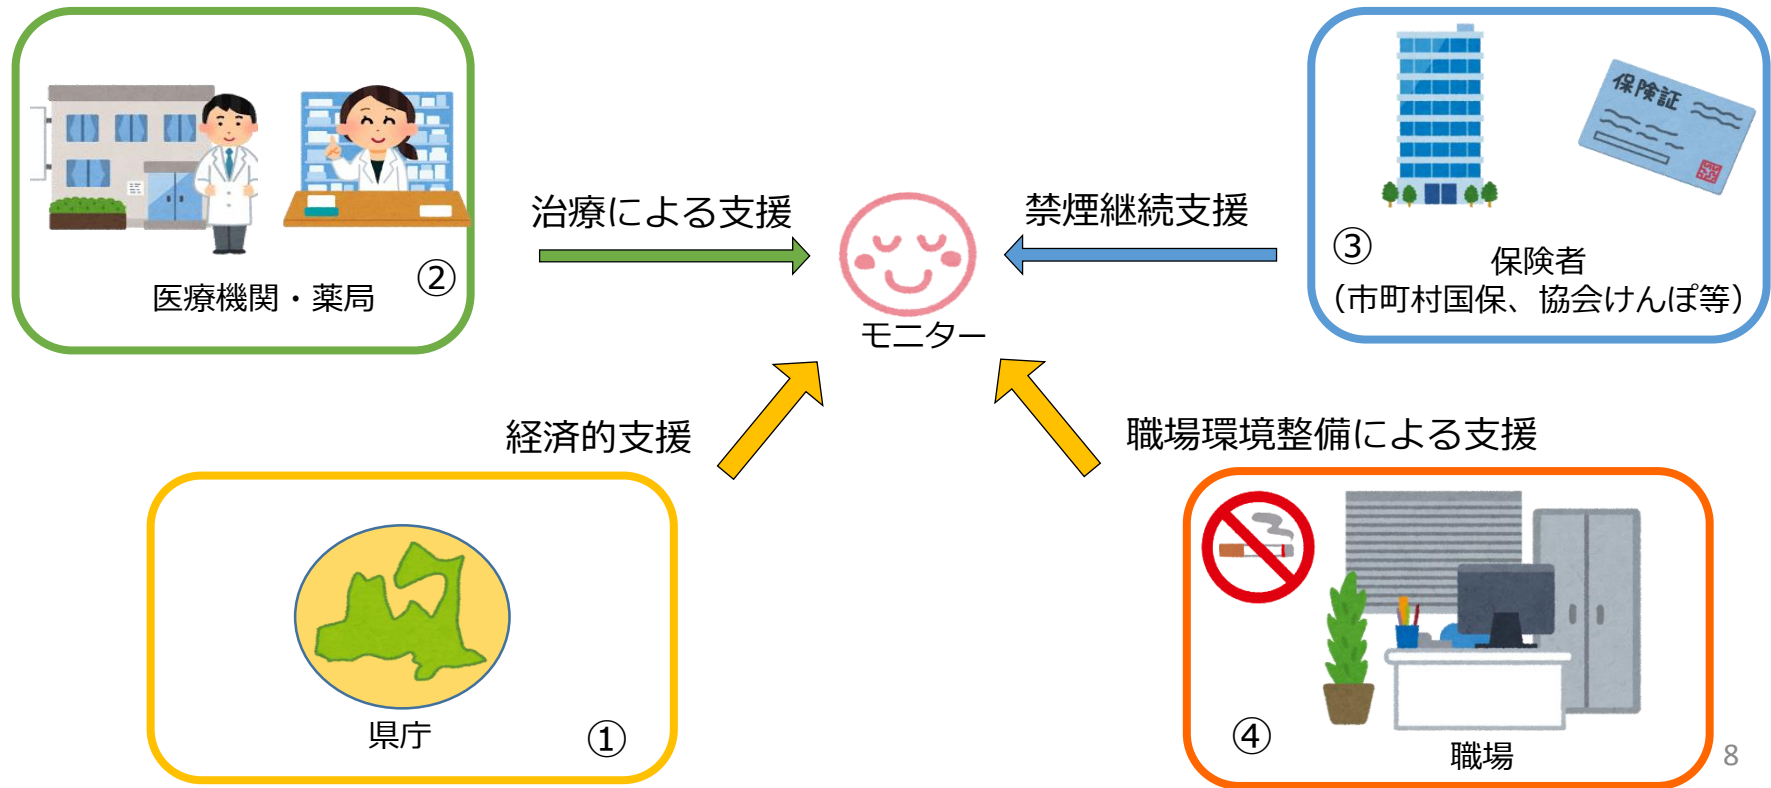 保険証
治療による支援
禁煙継続支援
②
医療機関・薬局
③
保険者
（市町村国保、協会けんぽ等）
モニター
経済的支援
職場環境整備による支援
県庁
①
④
職場
8